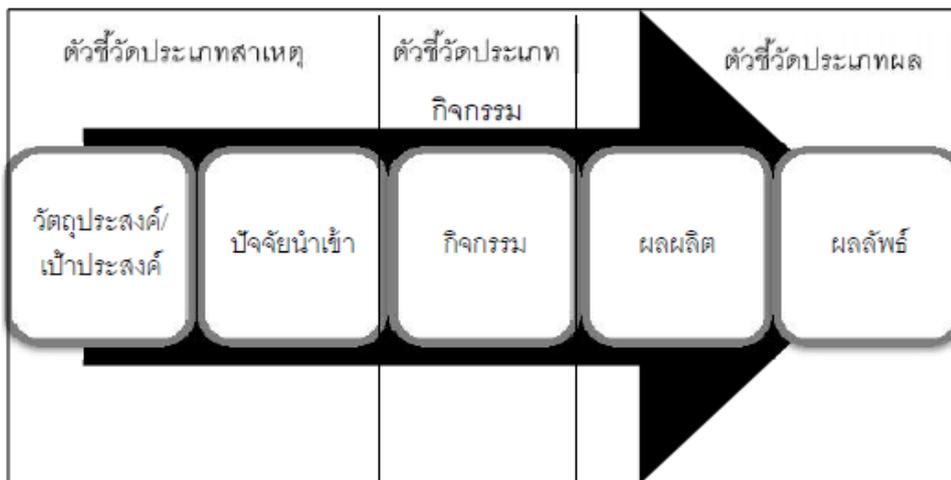 ตัวชี้วัดประเภทสาเหตุ
ตัวชี้วัดประเภท
กิจกรรม
ตัวชี้วัดประเภทผล
วัตถุประสงค์/
เป้าประสงค์
ปัจจัยนำเข้า
กิจกรรม
ผลผลิต
ผลลัพธ์